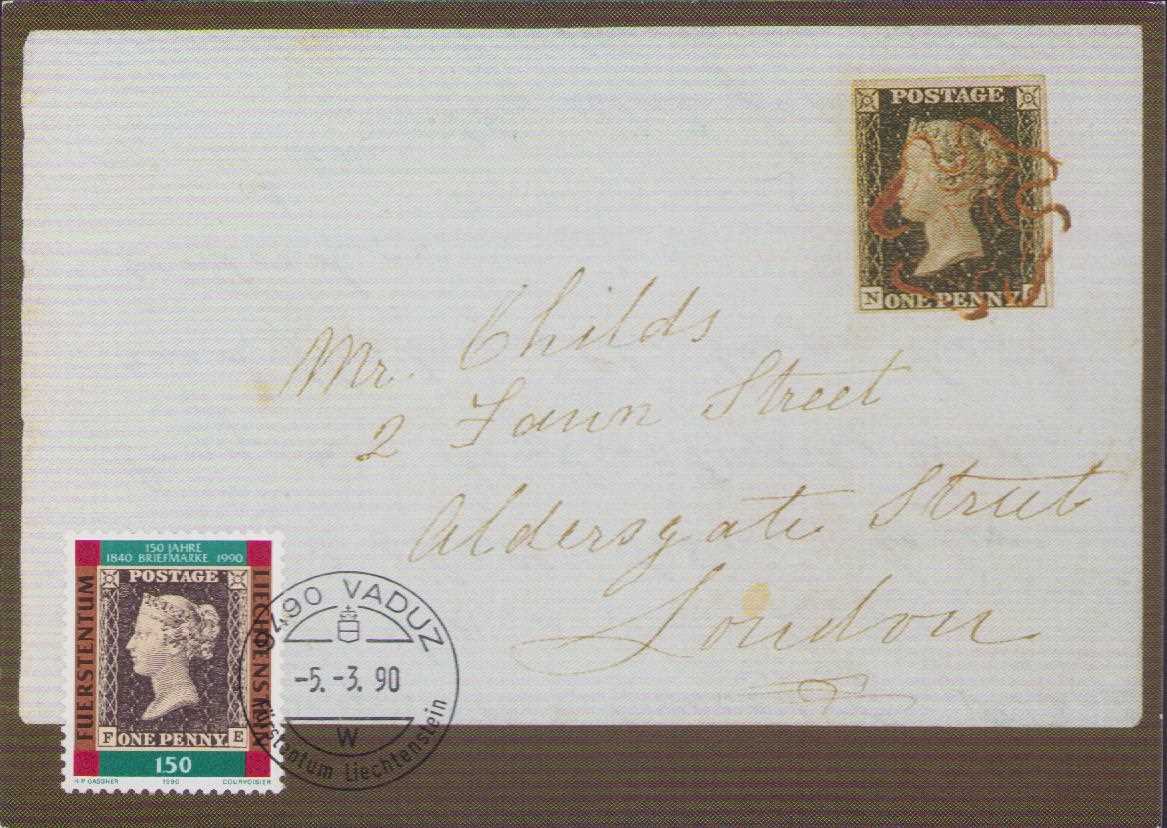 POSTAGE
N ONE PENNY
Mr. Childs
2 Fann Street
Aldersgate Street
London
150 JAHRE
1840 BRIEFMARKE 1990
POSTAGE
FUERSTENTUM
LIECHTENSTEIN
F ONE PENNY. E
150
H.P. GASSNER 1990 COURVOISIER
9490 VADUZ
-5.-3.90
W
Fürstentum Liechtenstein